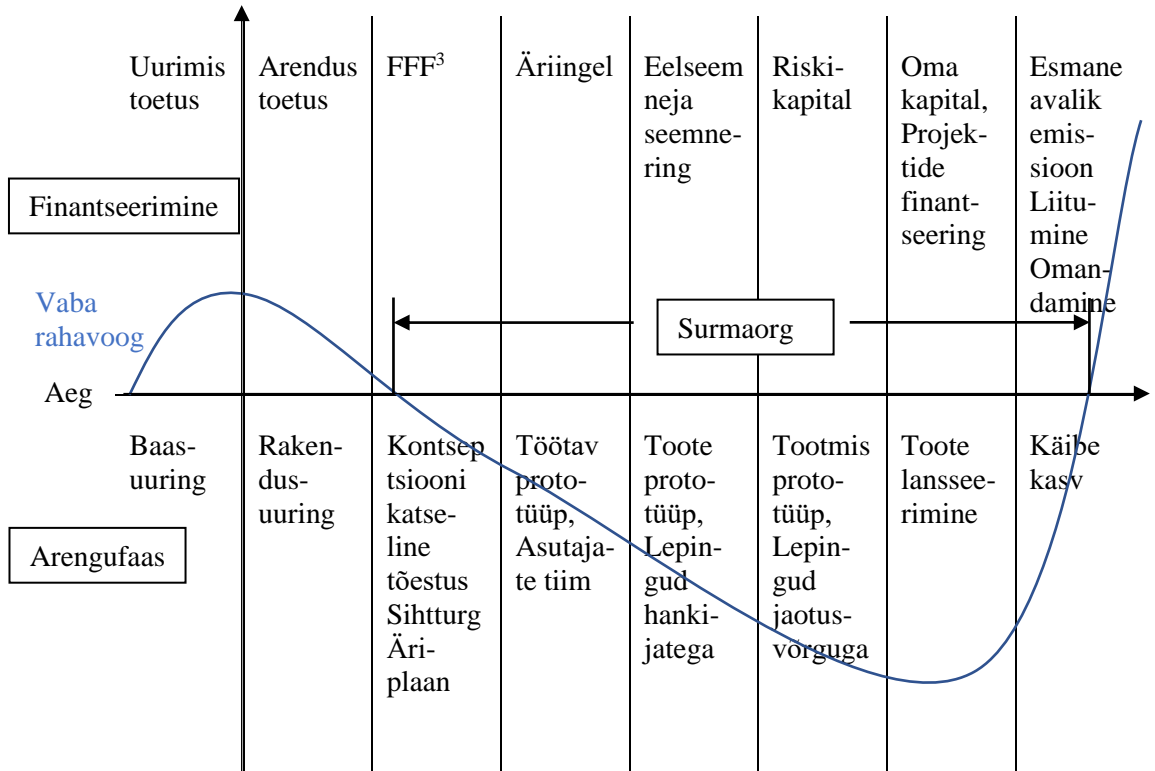 Uurimis
toetus
Arendus
toetus
FFF³
Äriingel
Eelseem
neja
seemne-
ring
Riski-
kapital
Oma
kapital,
Projek-
tide
finant-
seering
Esmane
avalik
emis-
sioon
Liitu-
mine
Oman-
damine
Finantseerimine
Vaba
rahavoog
Surmaorg
Aeg
Baas-
uuring
Raken-
dus-
uuring
Kontsep
tsiooni
katse-
line
tõestus
Sihtturg
Äri-
plaan
Töötav
proto-
tüüp,
Asutaja-
te tiim
Toote
proto-
tüüp,
Lepin-
gud
hanki-
jatega
Tootmis
proto-
tüüp,
Lepin-
gud
jaotus-
võrguga
Toote
lanssee-
rimine
Käibe
kasv
Arengufaas